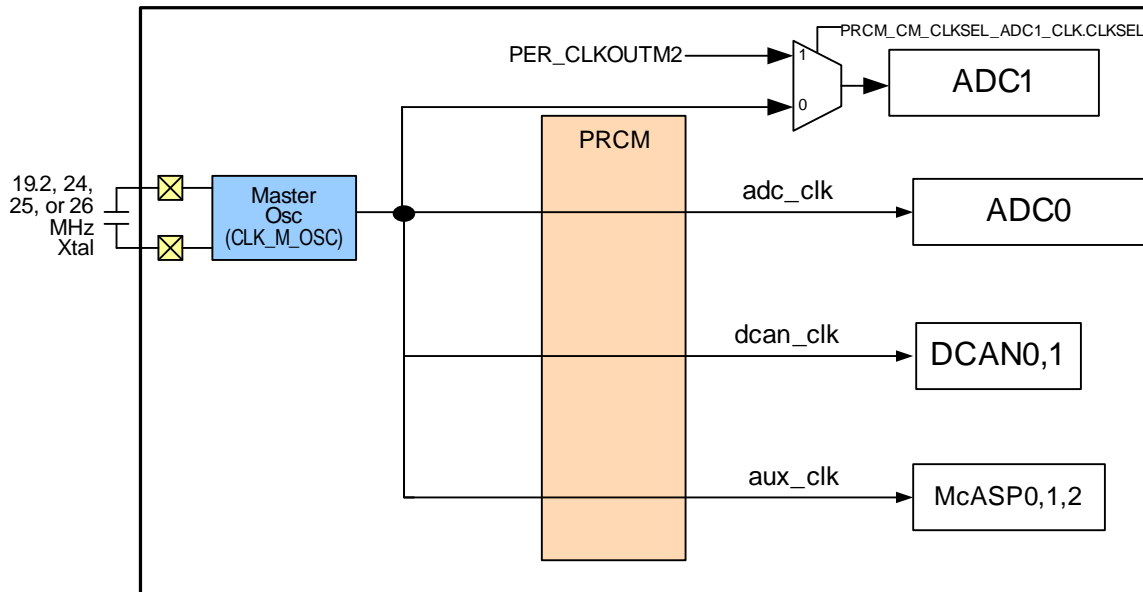 PRCM_CM_CLKSEL_ADC1_CLK.CLKSEL
PER_CLKOUTM2
1
0
ADC1
PRCM
19.2, 24,
25, or 26
MHz
Xtal
Master
Osc
(CLK_M_OSC)
adc_clk
ADC0
dcan_clk
DCAN0,1
aux_clk
McASP0,1,2